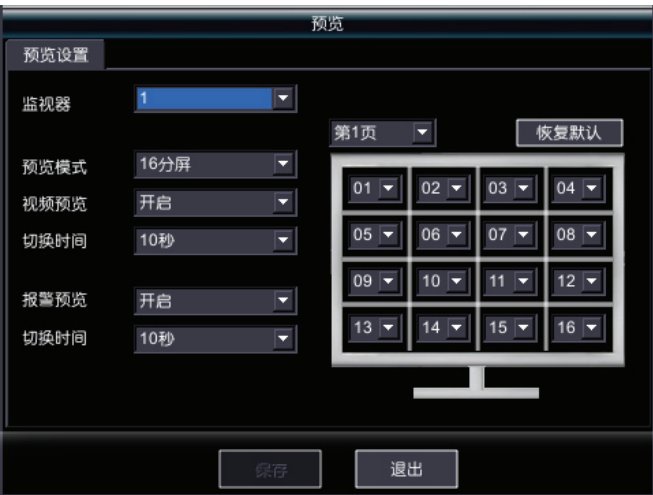 预览
预览设置
监视器 1
第1页 恢复默认
预览模式 16分屏
视频预览 开启
切换时间 10秒
报警预览 开启
切换时间 10秒
01 02 03 04
05 06 07 08
09 10 11 12
13 14 15 16
保存 退出